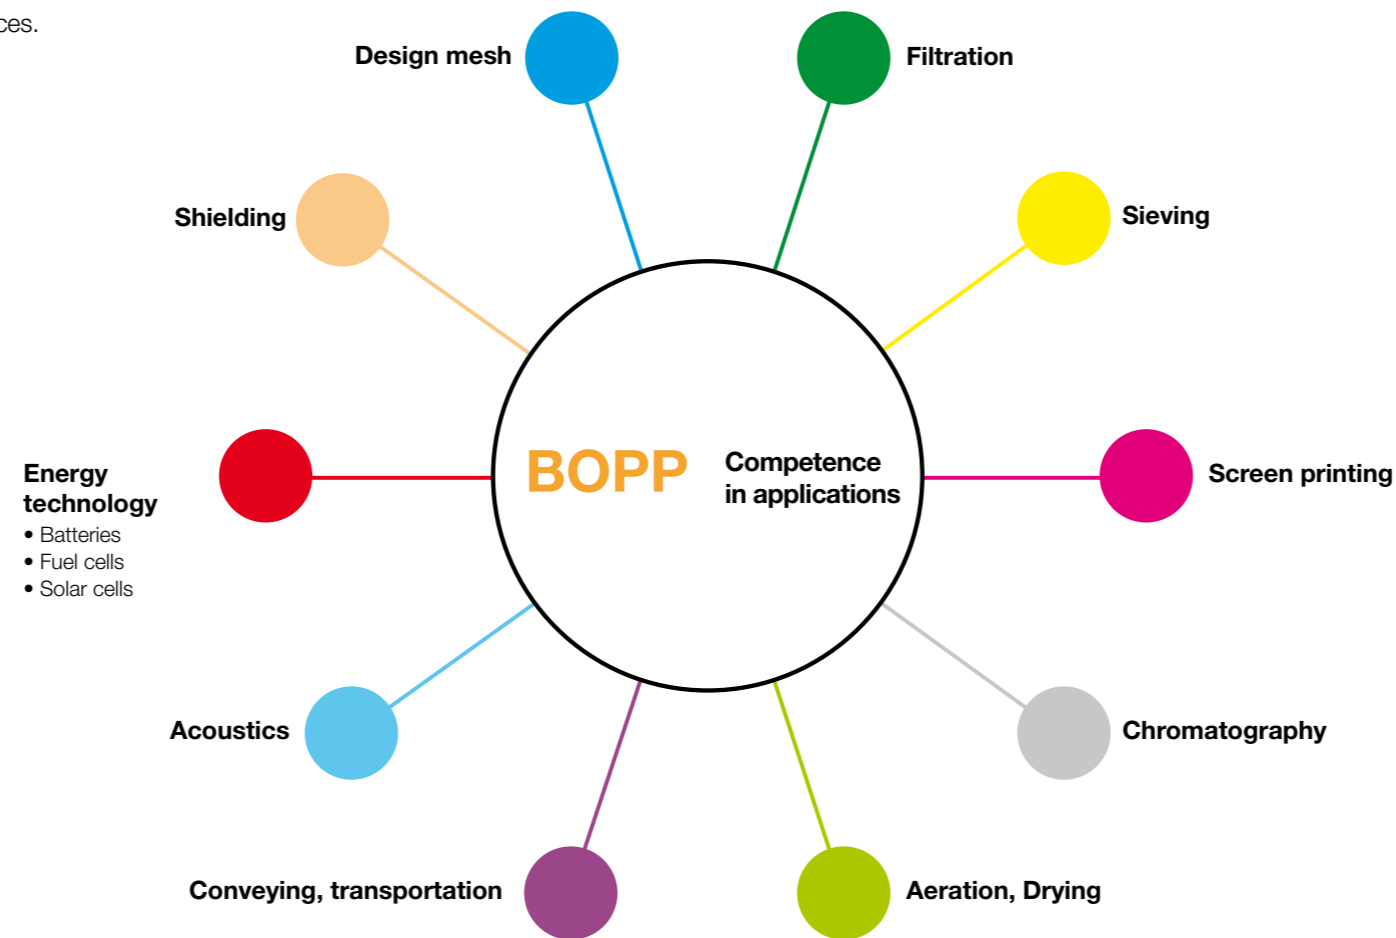 ces.
Design mesh
Filtration
Shielding
Sieving
BOPP
Competence
in applications
Screen printing
Energy
technology
• Batteries
• Fuel cells
• Solar cells
Acoustics
Chromatography
Conveying, transportation
Aeration, Drying